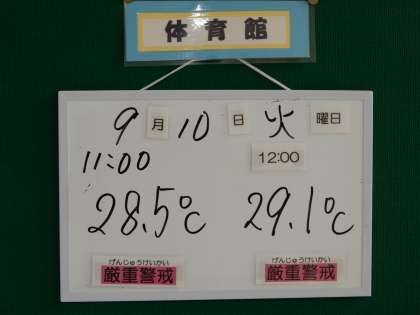 体育館
9月10日 火曜日
11:00 12:00
28.5℃ 29.1℃
げんじゅうけいかい げんじゅうけいかい
厳重警戒 厳重警戒